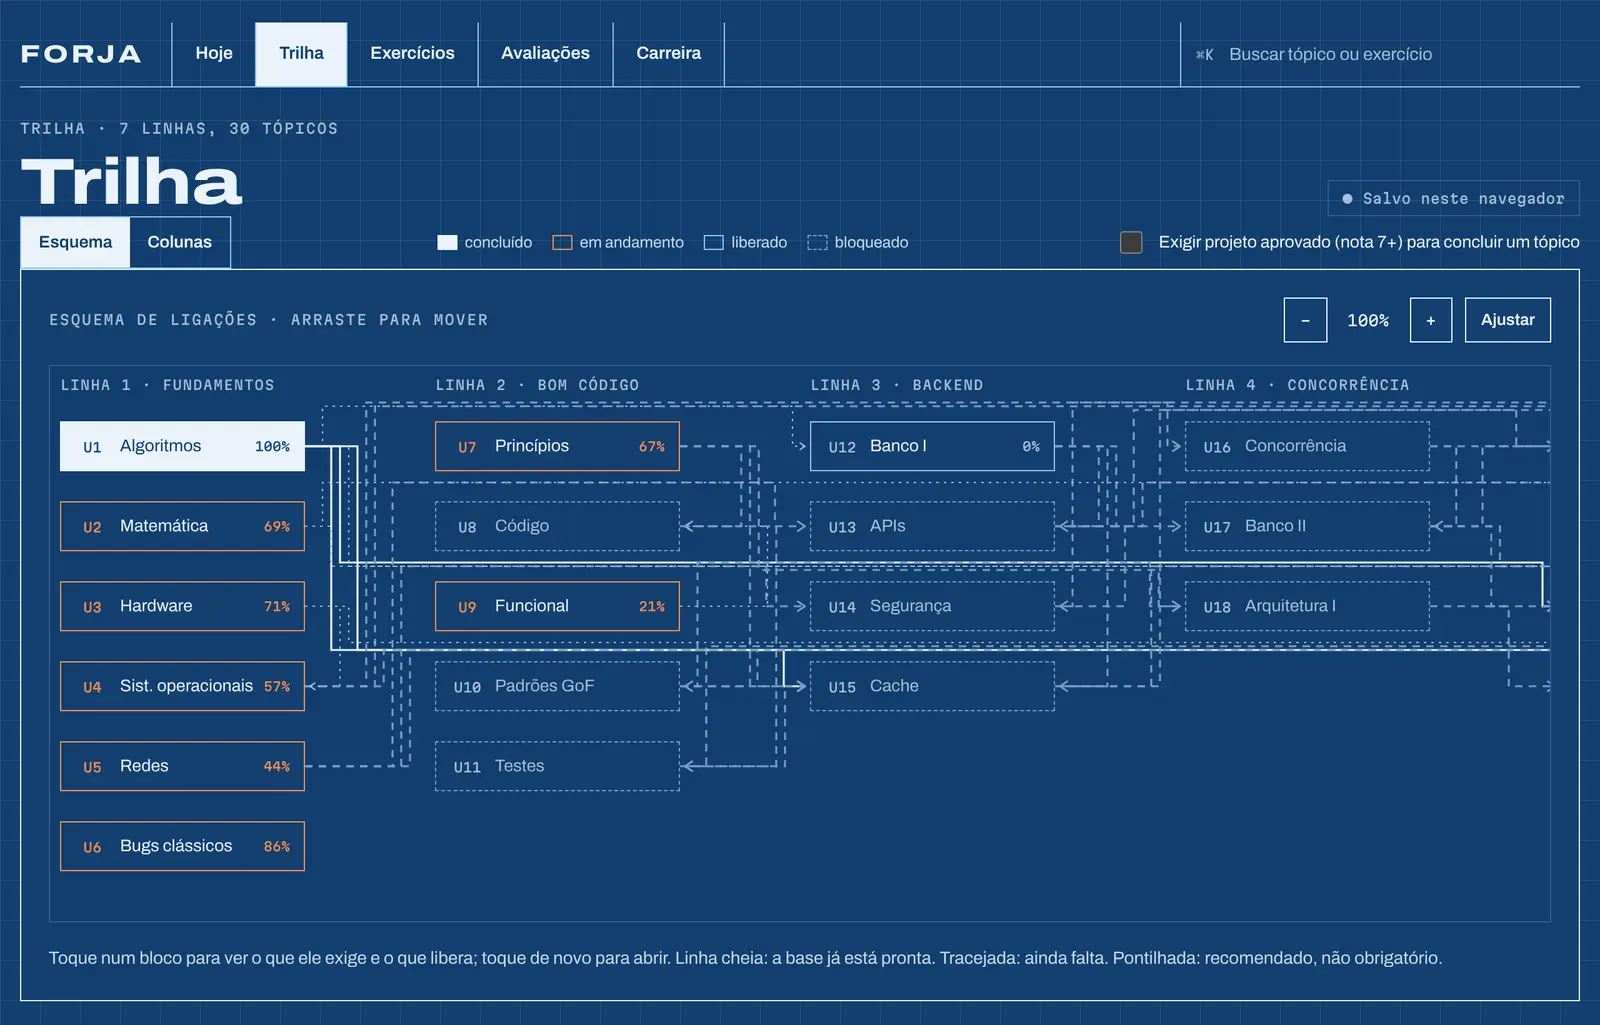 FORJA
Hoje
Trilha
Exercícios
Avaliações
Carreira
⌘K Buscar tópico ou exercício
TRILHA · 7 LINHAS, 30 TÓPICOS
Trilha
Salvo neste navegador
Esquema
Colunas
concluído
em andamento
liberado
bloqueado
Exigir projeto aprovado (nota 7+) para concluir um tópico
ESQUEMA DE LIGAÇÕES · ARRASTE PARA MOVER
−
100%
+
Ajustar
LINHA 1 · FUNDAMENTOS
U1 Algoritmos 100%
U2 Matemática 69%
U3 Hardware 71%
U4 Sist. operacionais 57%
U5 Redes 44%
U6 Bugs clássicos 86%
LINHA 2 · BOM CÓDIGO
U7 Princípios 67%
U8 Código
U9 Funcional 21%
U10 Padrões GoF
U11 Testes
LINHA 3 · BACKEND
U12 Banco I 0%
U13 APIs
U14 Segurança
U15 Cache
LINHA 4 · CONCORRÊNCIA
U16 Concorrência
U17 Banco II
U18 Arquitetura I
Toque num bloco para ver o que ele exige e o que libera; toque de novo para abrir. Linha cheia: a base já está pronta. Tracejada: ainda falta. Pontilhada: recomendado, não obrigatório.